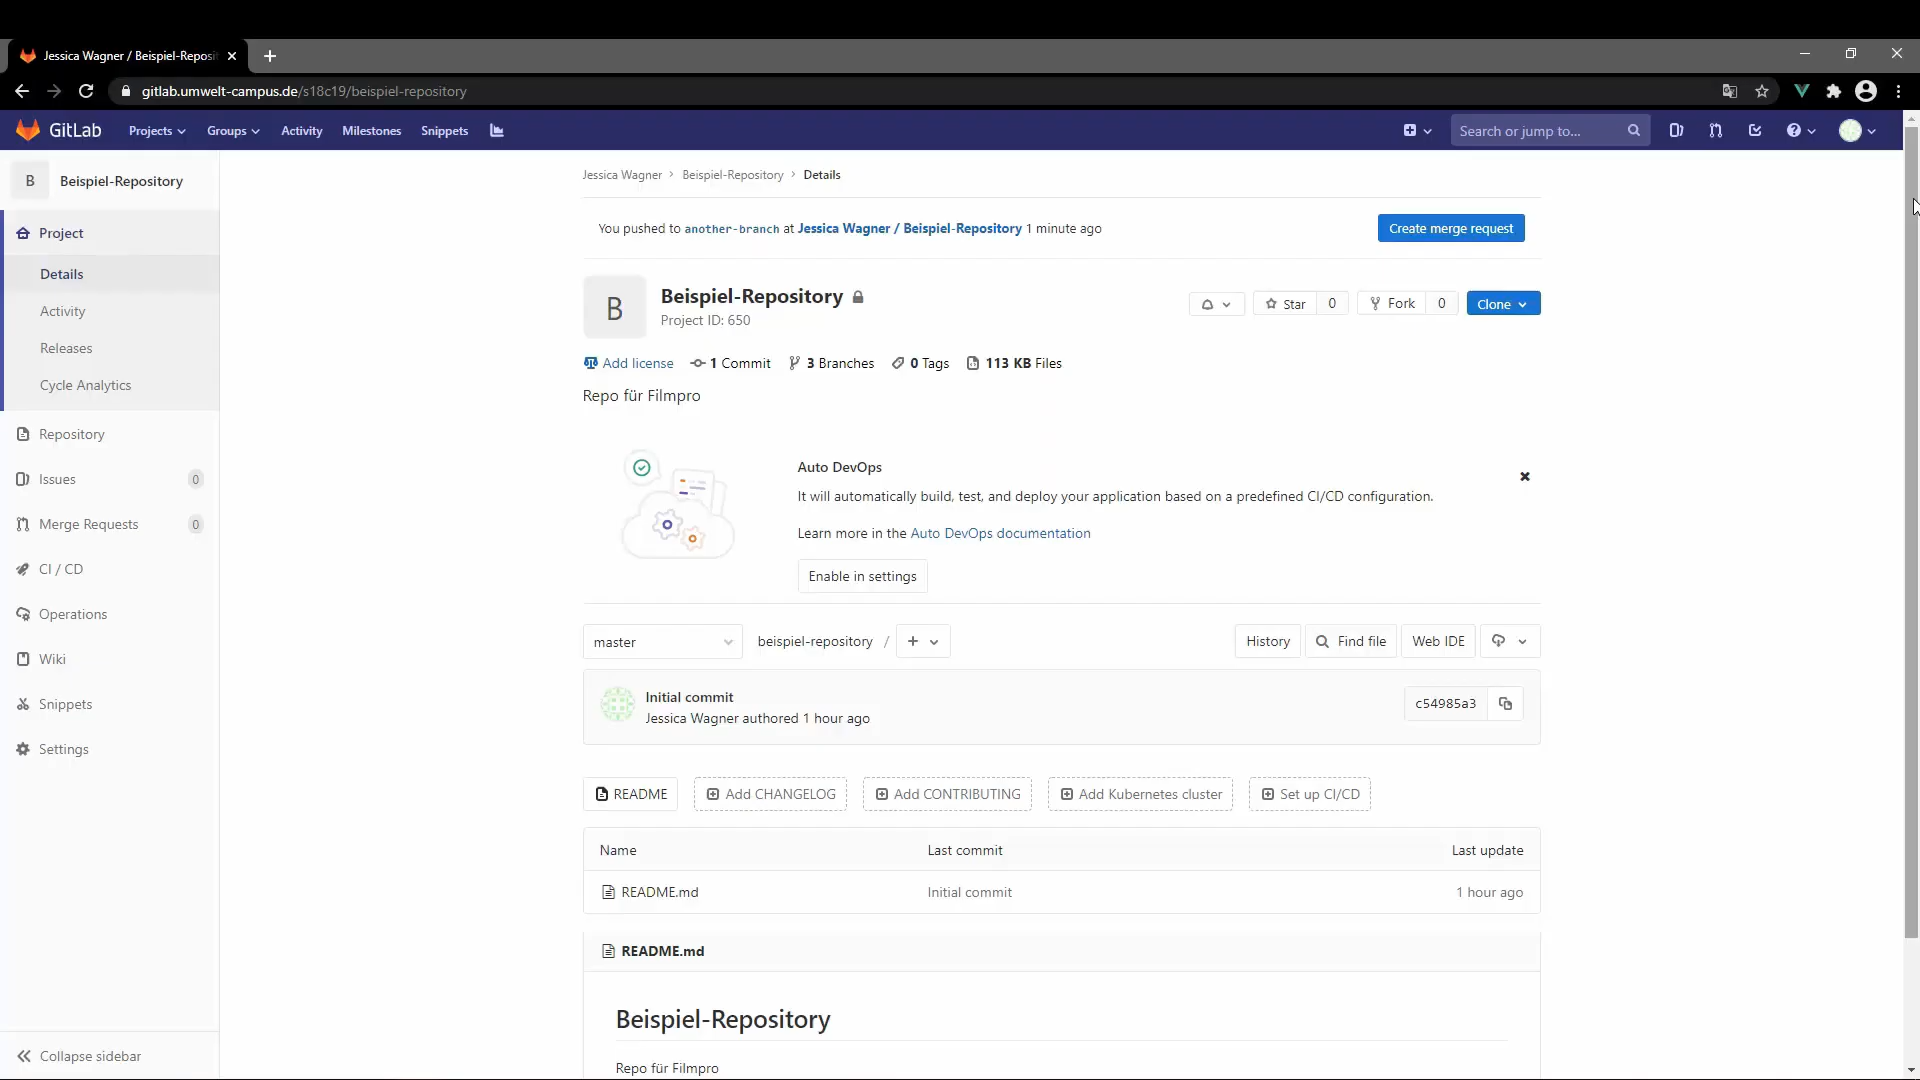 Jessica Wagner / Beispiel-Reposi
gitlab.umwelt-campus.de/s18c19/beispiel-repository
GitLab Projects Groups Activity Milestones Snippets Search or jump to...
B Beispiel-Repository
Project
Details
Activity
Releases
Cycle Analytics
Repository
Issues 0
Merge Requests 0
CI / CD
Operations
Wiki
Snippets
Settings
Collapse sidebar
Jessica Wagner > Beispiel-Repository > Details
You pushed to another-branch at Jessica Wagner / Beispiel-Repository 1 minute ago Create merge request
B Beispiel-Repository
Project ID: 650
Star 0 Fork 0 Clone
Add license 1 Commit 3 Branches 0 Tags 113 KB Files
Repo für Filmpro
Auto DevOps
It will automatically build, test, and deploy your application based on a predefined CI/CD configuration.
Learn more in the Auto DevOps documentation
Enable in settings
master beispiel-repository / + History Find file Web IDE
Initial commit
Jessica Wagner authored 1 hour ago
c54985a3
README Add CHANGELOG Add CONTRIBUTING Add Kubernetes cluster Set up CI/CD
Name Last commit Last update
README.md Initial commit 1 hour ago
README.md
Beispiel-Repository
Repo für Filmpro